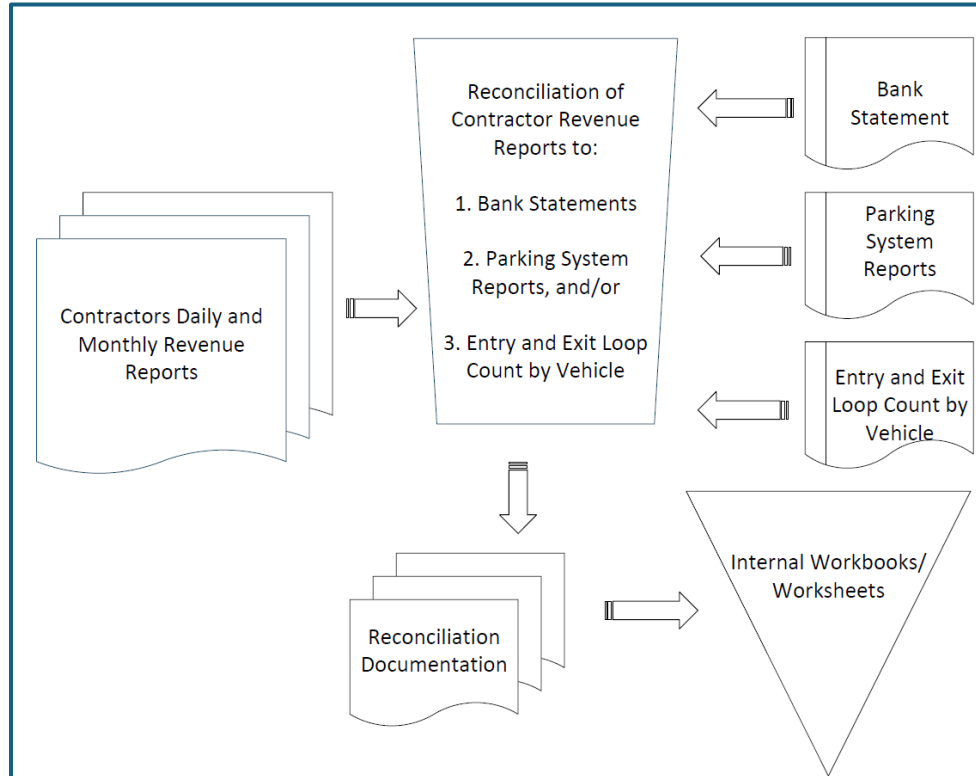 Reconciliation of
Contractor Revenue
Reports to:
1. Bank Statements
2. Parking System
Reports, and/or
3. Entry and Exit Loop
Count by Vehicle
Bank
Statement
Parking
System
Reports
Entry and Exit
Loop Count by
Vehicle
Contractors Daily and
Monthly Revenue
Reports
Reconciliation
Documentation
Internal Workbooks/
Worksheets